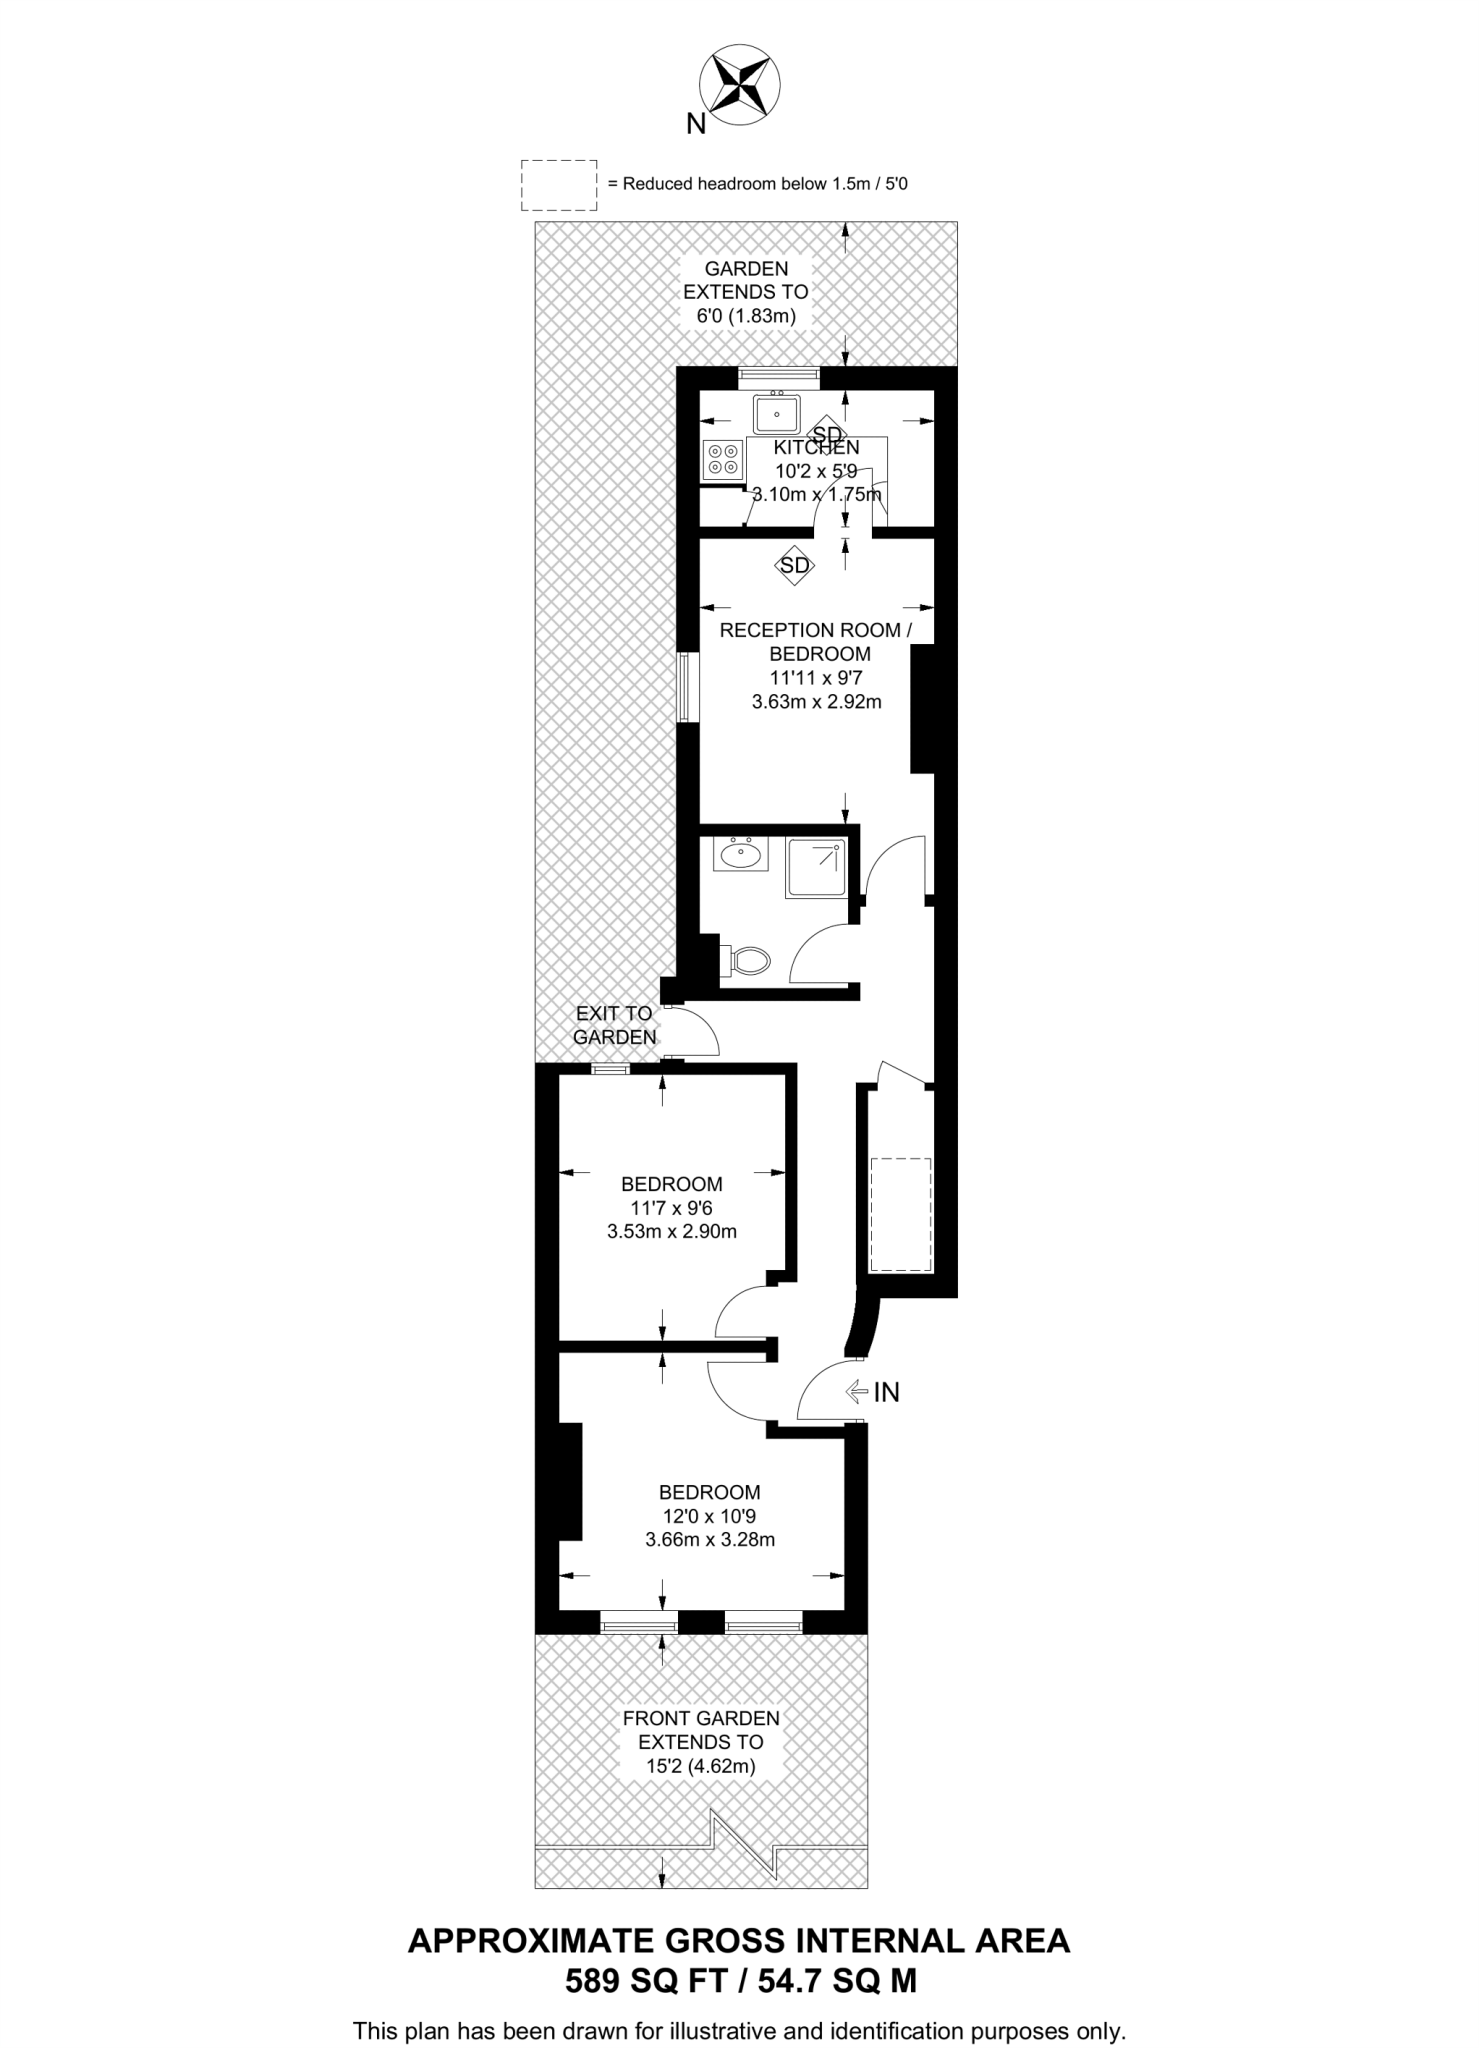 N
= Reduced headroom below 1.5m / 5'0
GARDEN
EXTENDS TO
6'0 (1.83m)
SD
KITCHEN
10'2 x 5'9
3.10m x 1.75m
SD
RECEPTION ROOM /
BEDROOM
11'11 x 9'7
3.63m x 2.92m
EXIT TO
GARDEN
BEDROOM
11'7 x 9'6
3.53m x 2.90m
IN
BEDROOM
12'0 x 10'9
3.66m x 3.28m
FRONT GARDEN
EXTENDS TO
15'2 (4.62m)
APPROXIMATE GROSS INTERNAL AREA
589 SQ FT / 54.7 SQ M
This plan has been drawn for illustrative and identification purposes only.